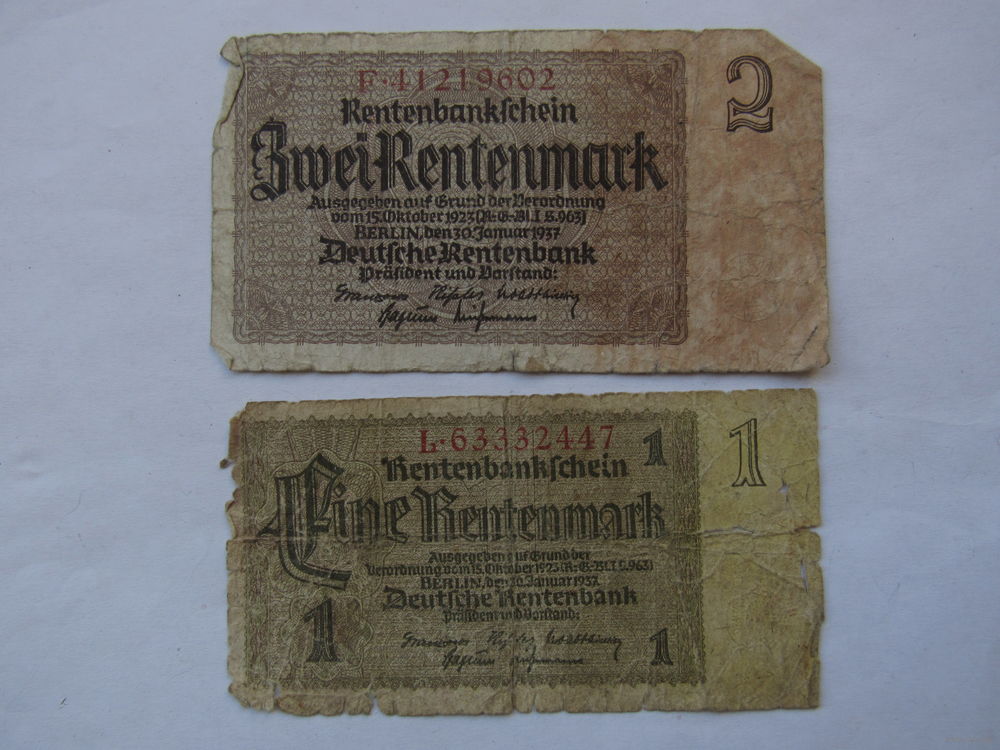 F·41219602
2
Rentenbankschein
Zwei Rentenmark
Ausgegeben auf Grund der Verordnung
vom 15. Oktober 1923 (R.-G.-Bl. I S. 963)
BERLIN, den 30. Januar 1937
Deutsche Rentenbank
Präsident und Vorstand:
L·63332447
1
1
Rentenbankschein
Eine Rentenmark
Ausgegeben auf Grund der
Verordnung vom 15. Oktober 1923 (R.-G.-Bl. I S. 963)
BERLIN, den 30. Januar 1937
Deutsche Rentenbank
Präsident und Vorstand:
1
1